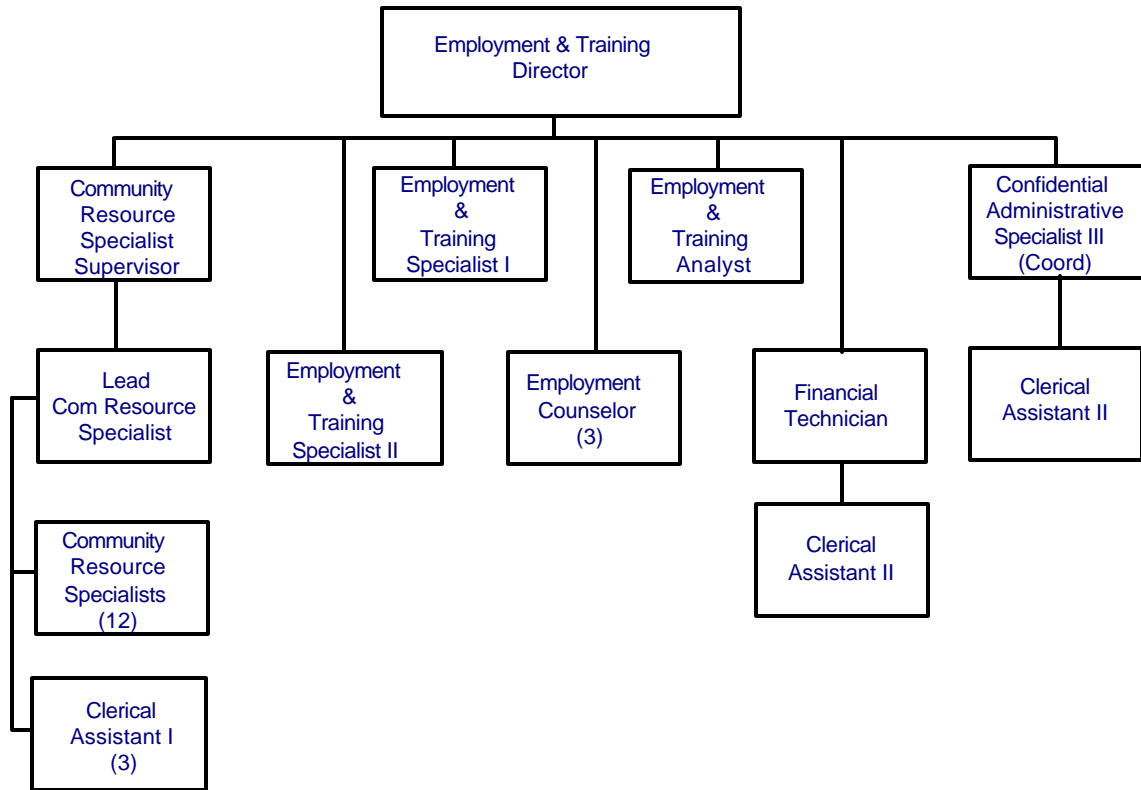 Employment & Training
Director
Community
Resource
Specialist
Supervisor
Employment
&
Training
Specialist I
Employment
&
Training
Analyst
Confidential
Administrative
Specialist III
(Coord)
Lead
Com Resource
Specialist
Employment
&
Training
Specialist II
Employment
Counselor
(3)
Financial
Technician
Clerical
Assistant II
Community
Resource
Specialists
(12)
Clerical
Assistant II
Clerical
Assistant I
(3)